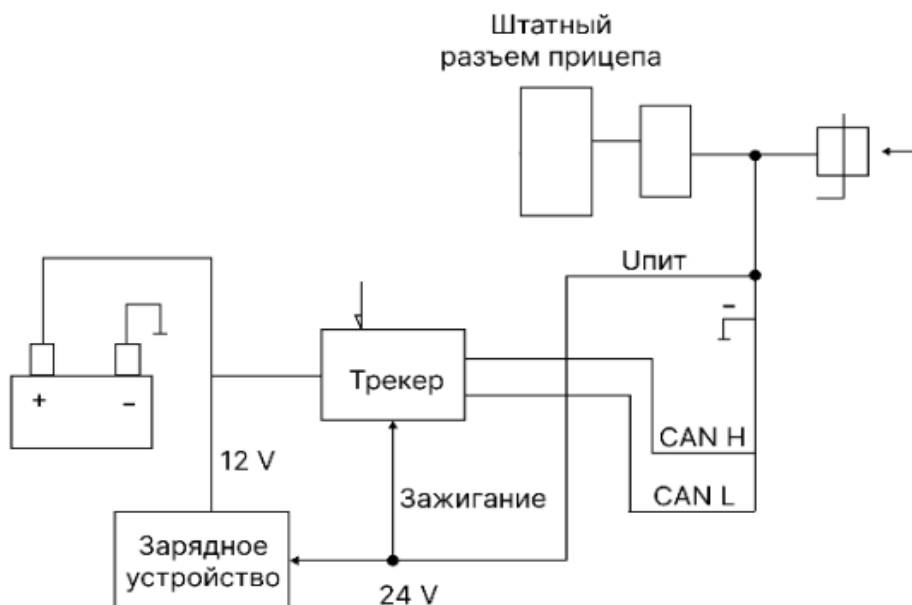 Штатный
разъем прицепа
Uпит
-
Трекер
+ -
CAN H
12 V
CAN L
Зажигание
Зарядное
устройство
24 V